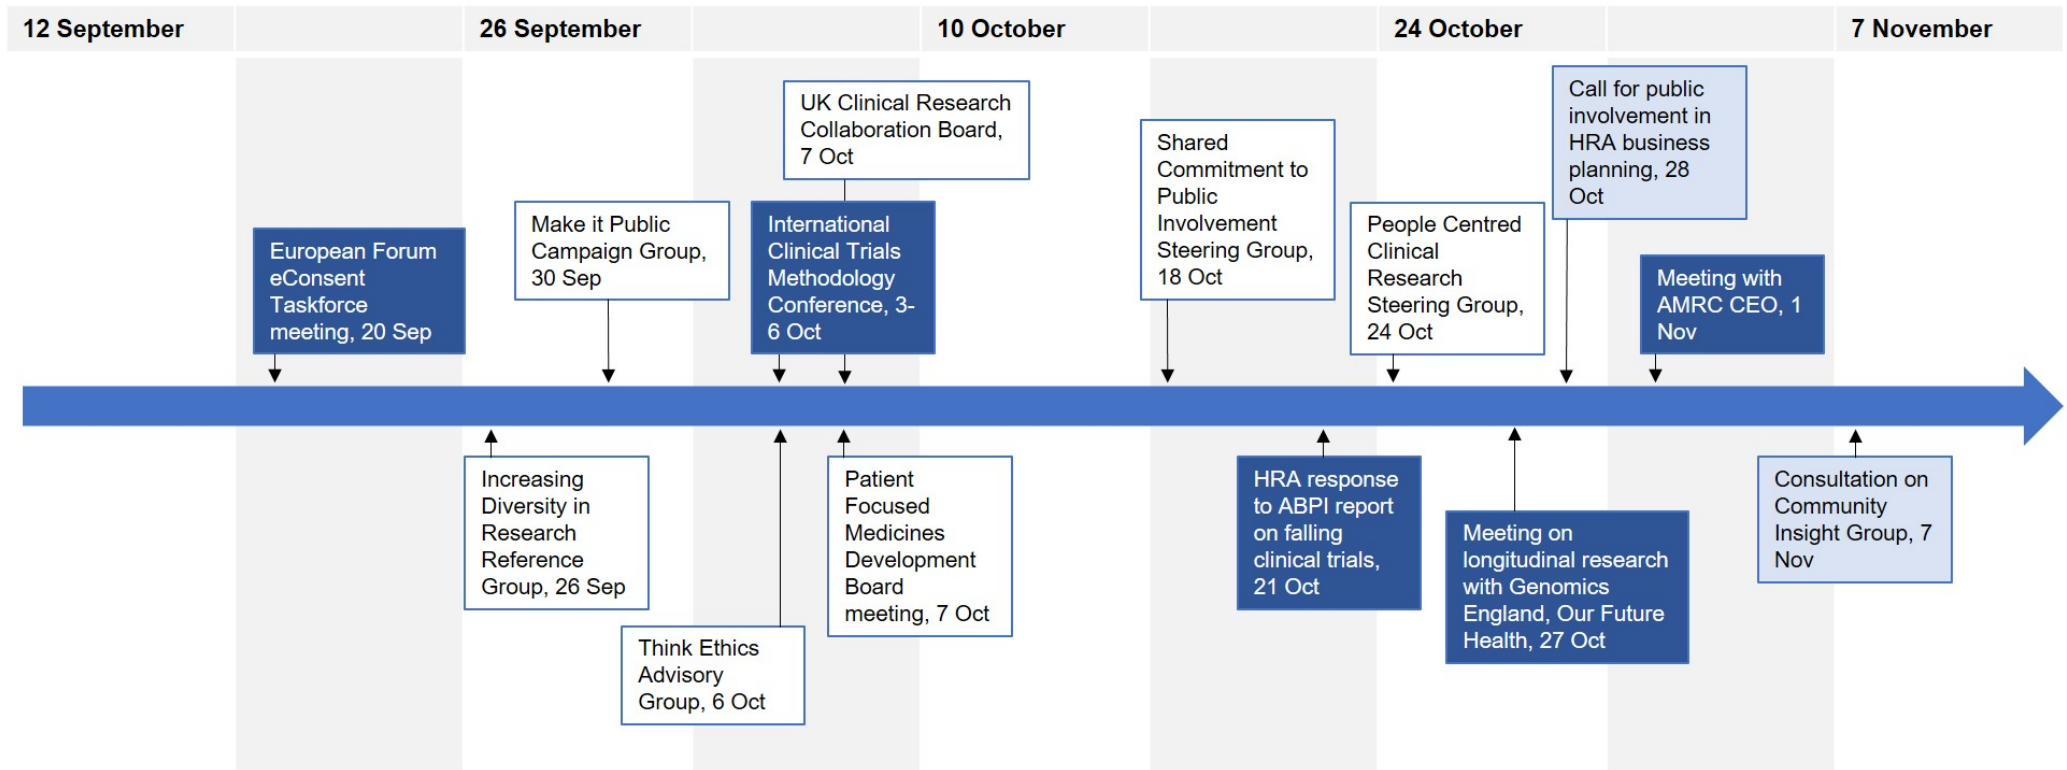 12 September
26 September
10 October
24 October
7 November
European Forum
eConsent
Taskforce
meeting, 20 Sep
Make it Public
Campaign Group,
30 Sep
UK Clinical Research
Collaboration Board,
7 Oct
International
Clinical Trials
Methodology
Conference, 3-
6 Oct
Shared
Commitment to
Public
Involvement
Steering Group,
18 Oct
People Centred
Clinical
Research
Steering Group,
24 Oct
Call for public
involvement in
HRA business
planning, 28
Oct
Meeting with
AMRC CEO, 1
Nov
Increasing
Diversity in
Research
Reference
Group, 26 Sep
Think Ethics
Advisory
Group, 6 Oct
Patient
Focused
Medicines
Development
Board
meeting, 7 Oct
HRA response
to ABPI report
on falling
clinical trials,
21 Oct
Meeting on
longitudinal research
with Genomics
England, Our Future
Health, 27 Oct
Consultation on
Community
Insight Group, 7
Nov